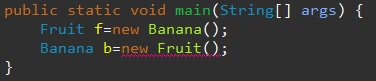 public static void main(String[] args) {
    Fruit f=new Banana();
    Banana b=new Fruit();
}